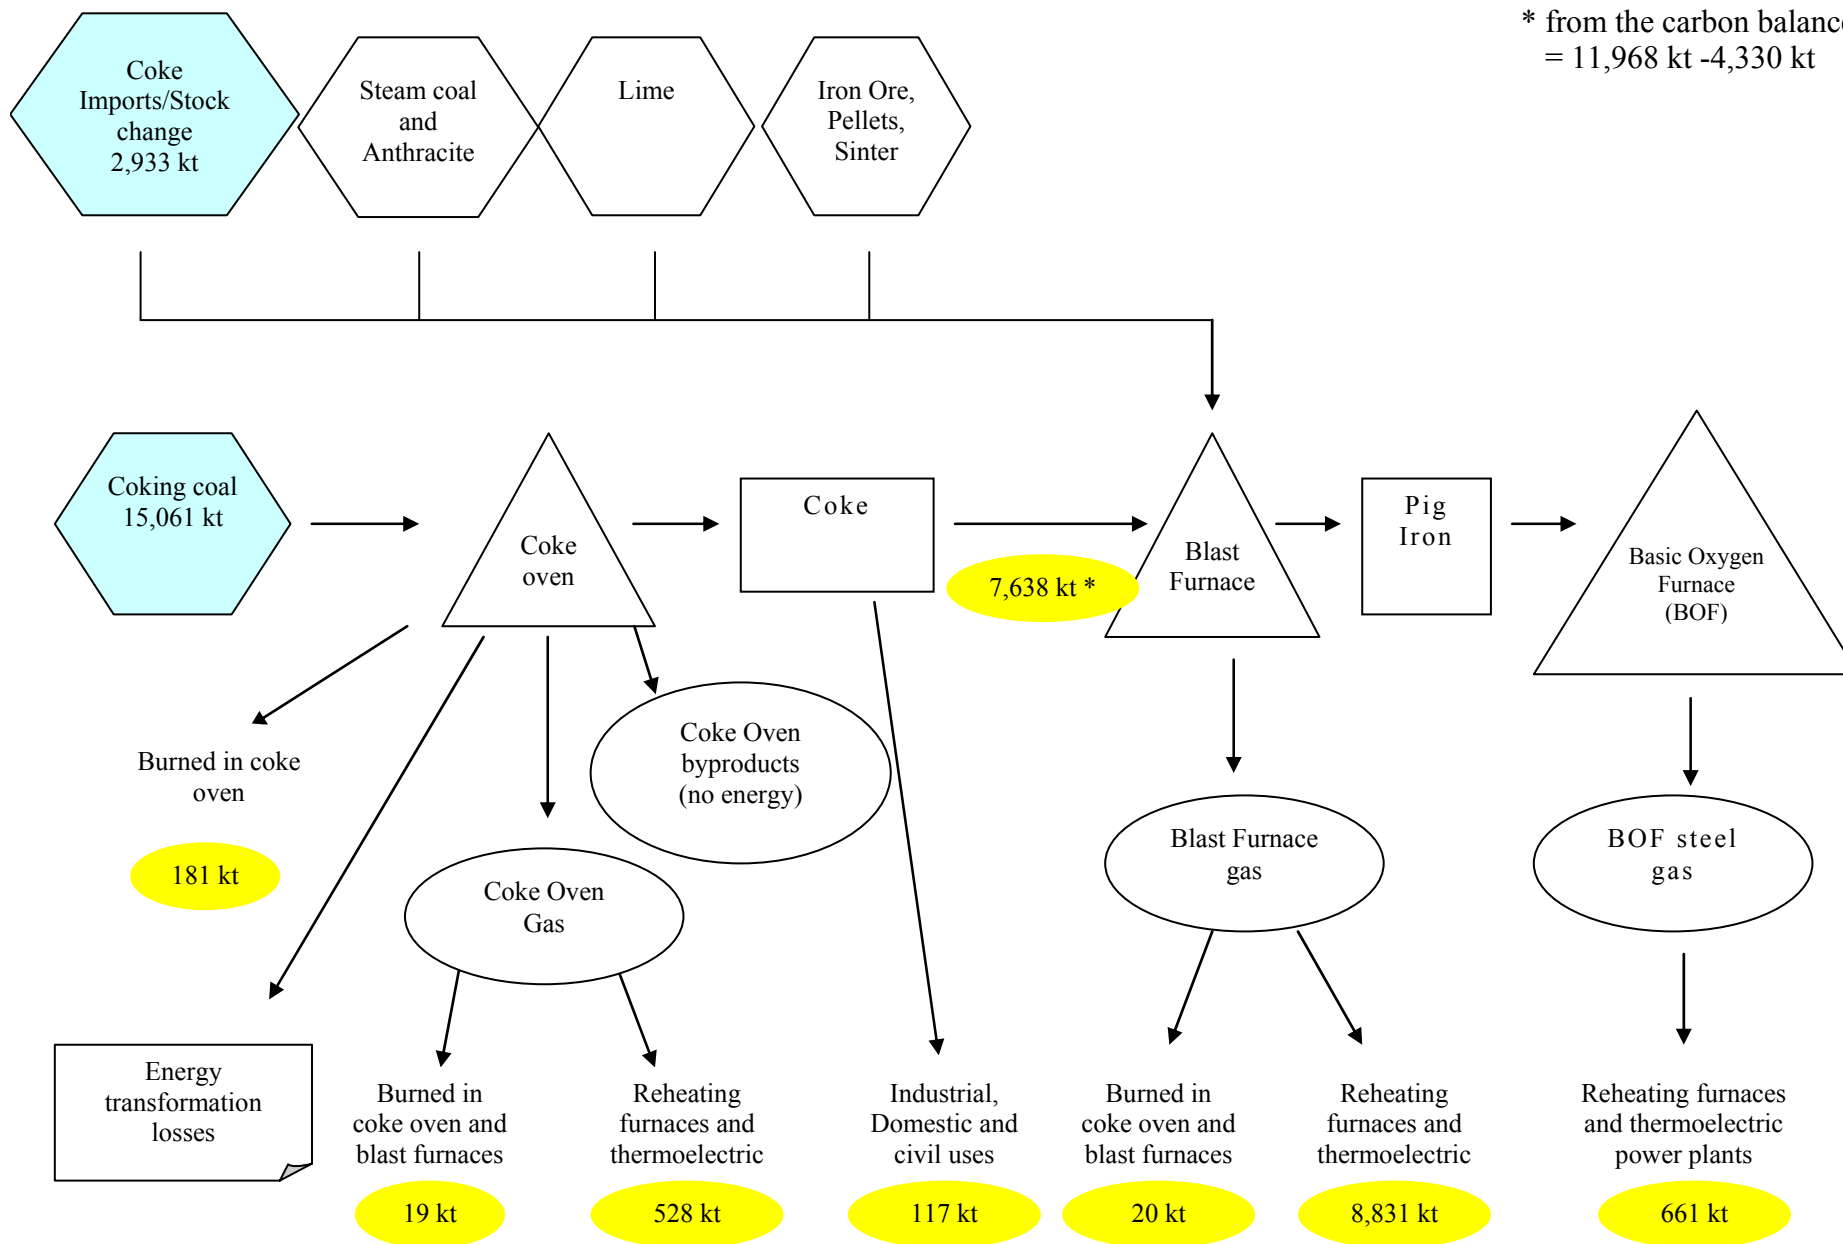 * from the carbon balance
= 11,968 kt -4,330 kt
Coke
Imports/Stock
change
2,933 kt
Steam coal
and
Anthracite
Lime
Iron Ore,
Pellets,
Sinter
Coking coal
15,061 kt
Coke
oven
Coke
7,638 kt *
Blast
Furnace
Pig
Iron
Basic Oxygen
Furnace
(BOF)
Burned in coke
oven
181 kt
Coke Oven
byproducts
(no energy)
Coke Oven
Gas
Blast Furnace
gas
BOF steel
gas
Energy
transformation
losses
Burned in
coke oven and
blast furnaces
19 kt
Reheating
furnaces and
thermoelectric
528 kt
Industrial,
Domestic and
civil uses
117 kt
Burned in
coke oven and
blast furnaces
20 kt
Reheating
furnaces and
thermoelectric
8,831 kt
Reheating furnaces
and thermoelectric
power plants
661 kt